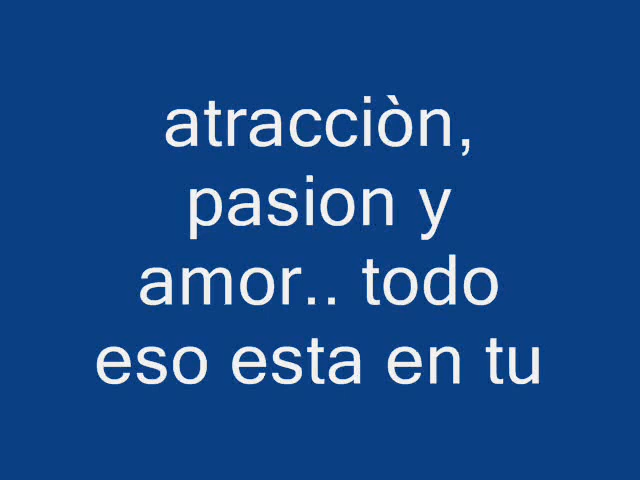 atracciòn,
pasion y
amor.. todo
eso esta en tu